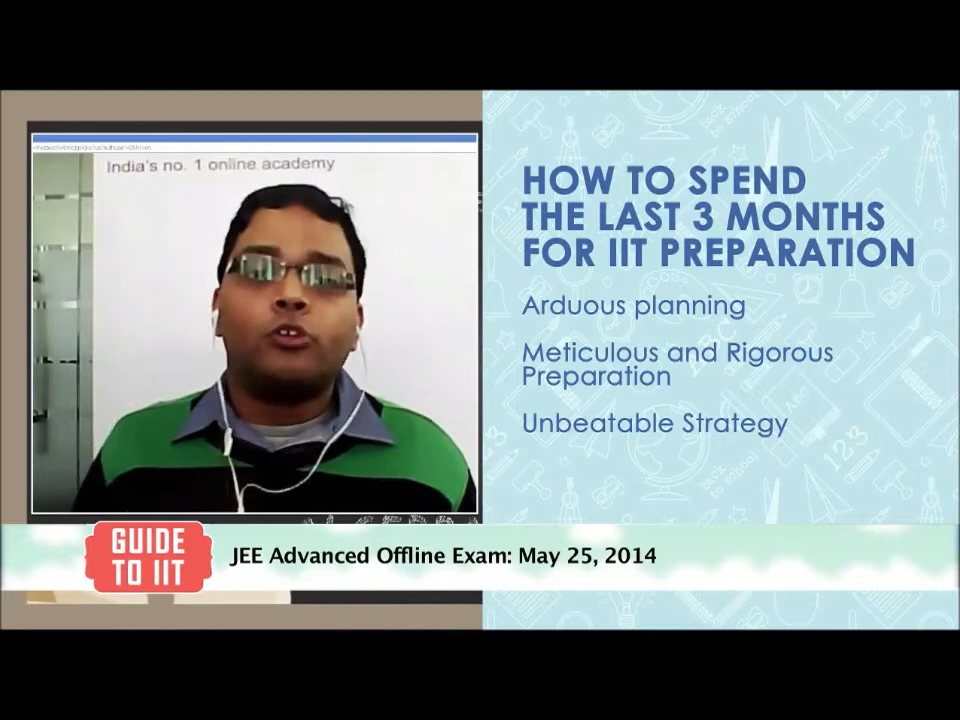 India's no. 1 online academy
HOW TO SPEND
THE LAST 3 MONTHS
FOR IIT PREPARATION
Arduous planning
Meticulous and Rigorous
Preparation
Unbeatable Strategy
GUIDE
TO IIT
JEE Advanced Offline Exam: May 25, 2014